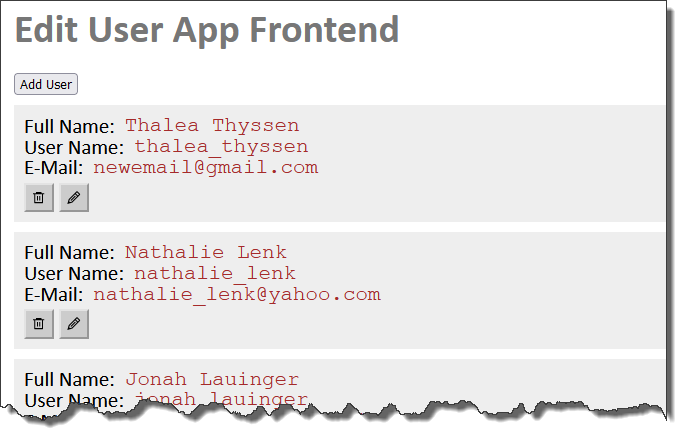 Edit User App Frontend
Add User
Full Name: Thalea Thyssen
User Name: thalea_thyssen
E-Mail: newemail@gmail.com
Full Name: Nathalie Lenk
User Name: nathalie_lenk
E-Mail: nathalie_lenk@yahoo.com
Full Name: Jonah Lauinger
User Name: jonah_lauinger